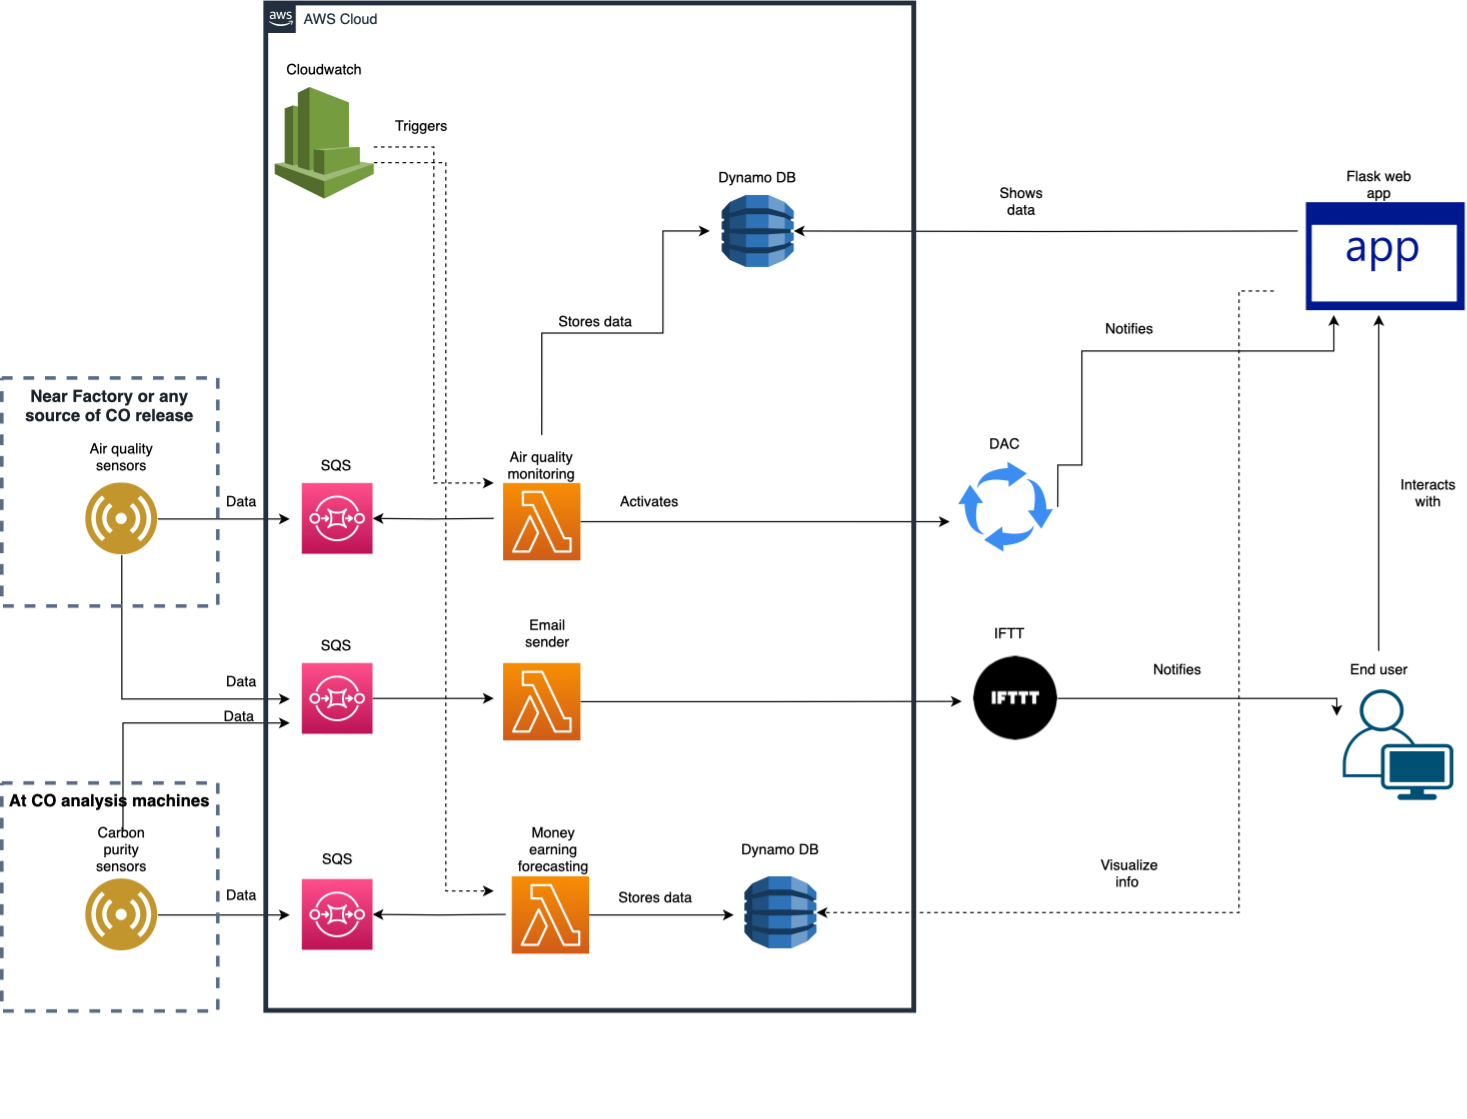 aws
AWS Cloud
Cloudwatch
Triggers
Dynamo DB
Shows
data
Flask web
app
app
Stores data
Notifies
Near Factory or any
source of CO release
Air quality
sensors
Data
SQS
Air quality
monitoring
Activates
DAC
Interacts
with
SQS
Data
Data
Email
sender
IFTT
IFTTT
Notifies
End user
At CO analysis machines
Carbon
purity
sensors
Data
SQS
Money
earning
forecasting
Stores data
Dynamo DB
Visualize
info